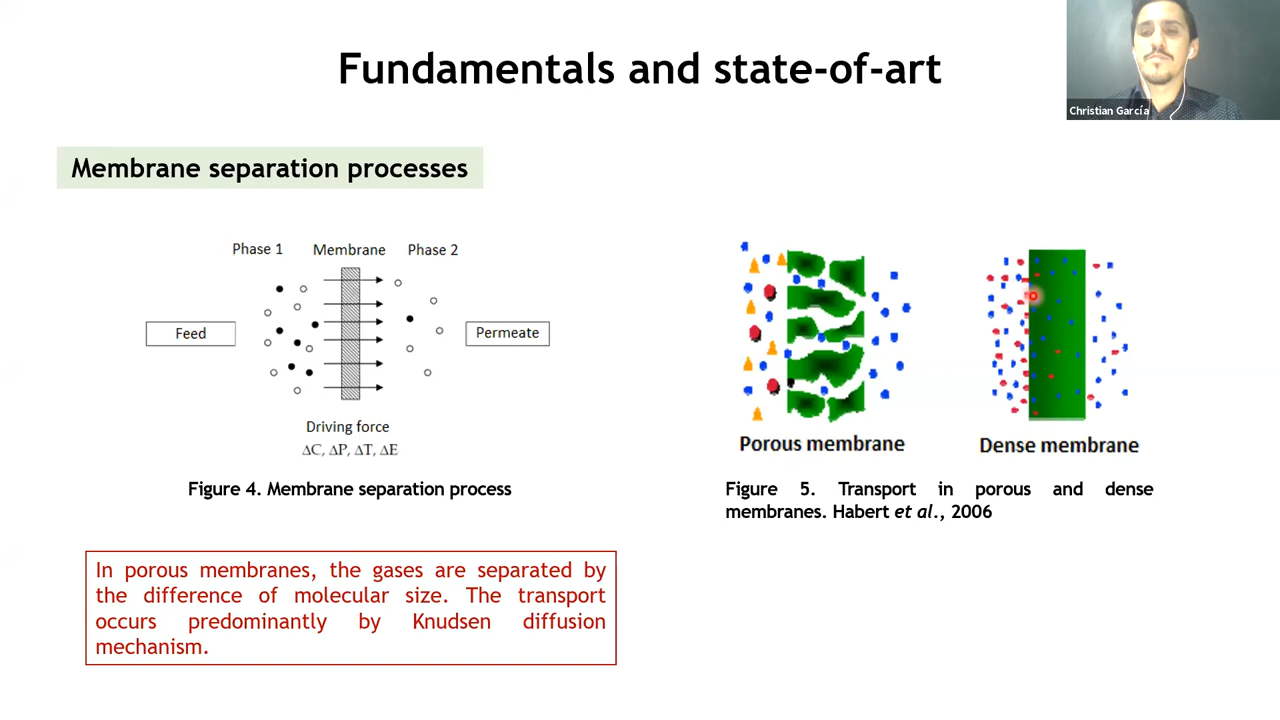 Fundamentals and state-of-art
Christian García
Membrane separation processes
Phase 1 Membrane Phase 2
Feed
Permeate
Driving force
ΔC, ΔP, ΔT, ΔE
Figure 4. Membrane separation process
Porous membrane
Dense membrane
Figure 5. Transport in porous and dense
membranes. Habert et al., 2006
In porous membranes, the gases are separated by
the difference of molecular size. The transport
occurs predominantly by Knudsen diffusion
mechanism.